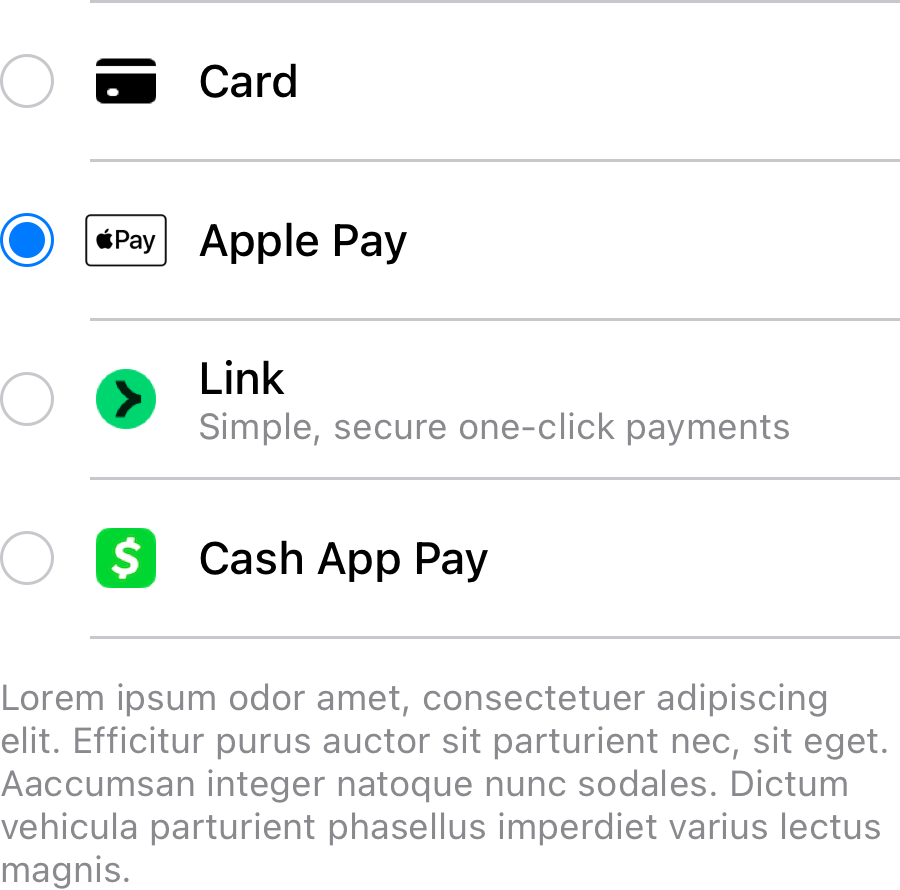 Card
Pay
Apple Pay
Link
Simple, secure one-click payments
$
Cash App Pay
Lorem ipsum odor amet, consectetuer adipiscing
elit. Efficitur purus auctor sit parturient nec, sit eget.
Aaccumsan integer natoque nunc sodales. Dictum
vehicula parturient phasellus imperdiet varius lectus
magnis.